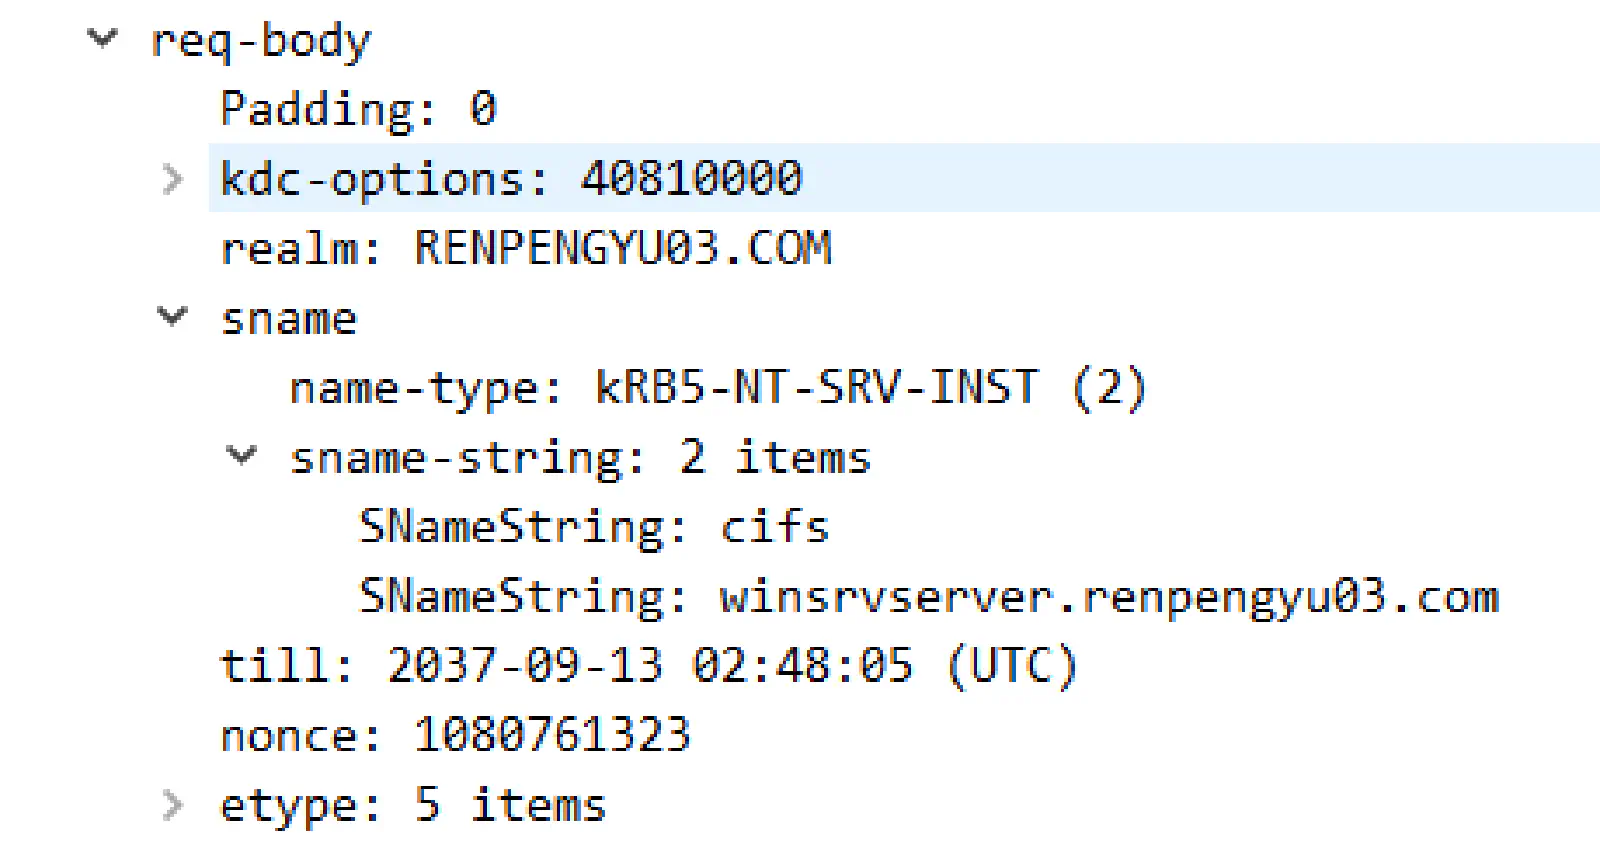 req-body
Padding: 0
kdc-options: 40810000
realm: RENPENGYU03.COM
sname
name-type: kRB5-NT-SRV-INST (2)
sname-string: 2 items
SNameString: cifs
SNameString: winsrvserver.renpengyu03.com
till: 2037-09-13 02:48:05 (UTC)
nonce: 1080761323
etype: 5 items